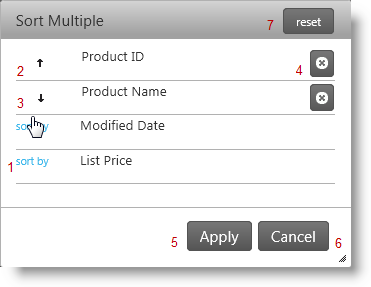 Sort Multiple 7 reset
2 Product ID 4
3 Product Name
sort by Modified Date
1 sort by List Price
5 Apply Cancel 6